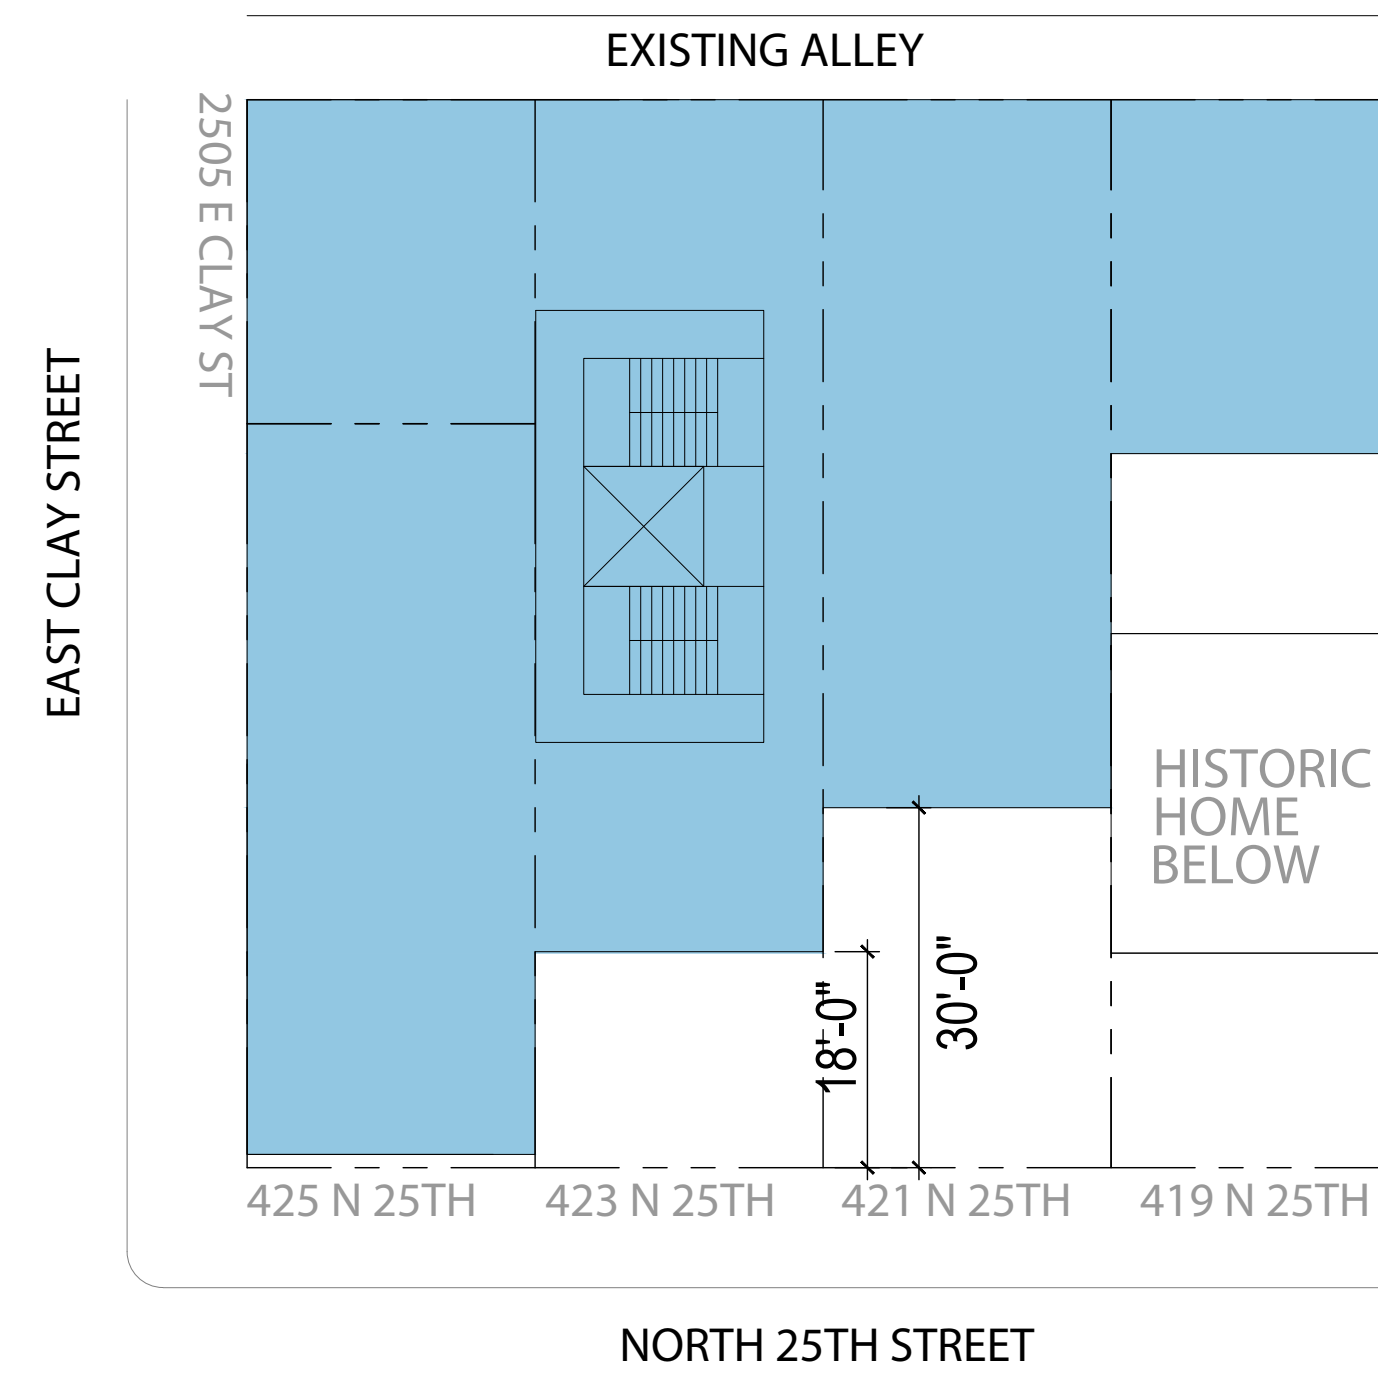 EXISTING ALLEY
2505 E CLAY ST
EAST CLAY STREET
HISTORIC
HOME
BELOW
18'-0"
30'-0"
425 N 25TH
423 N 25TH
421 N 25TH
419 N 25TH
NORTH 25TH STREET